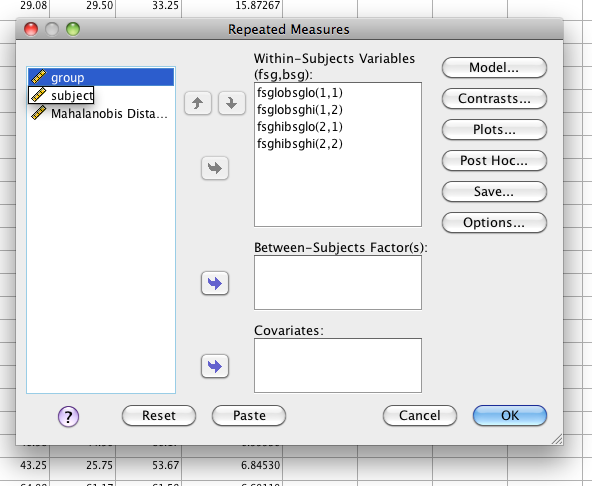 29.08 29.50 33.25 15.87267
Repeated Measures
Within-Subjects Variables
(fsg,bsg):
group
subject
Mahalanobis Dista...
fsglobsglo(1,1)
fsglobsghi(1,2)
fsghibsglo(2,1)
fsghibsghi(2,2)
Model...
Contrasts...
Plots...
Post Hoc...
Save...
Options...
Between-Subjects Factor(s):
Covariates:
?
Reset
Paste
Cancel
OK
43.25 25.75 53.67 6.84530